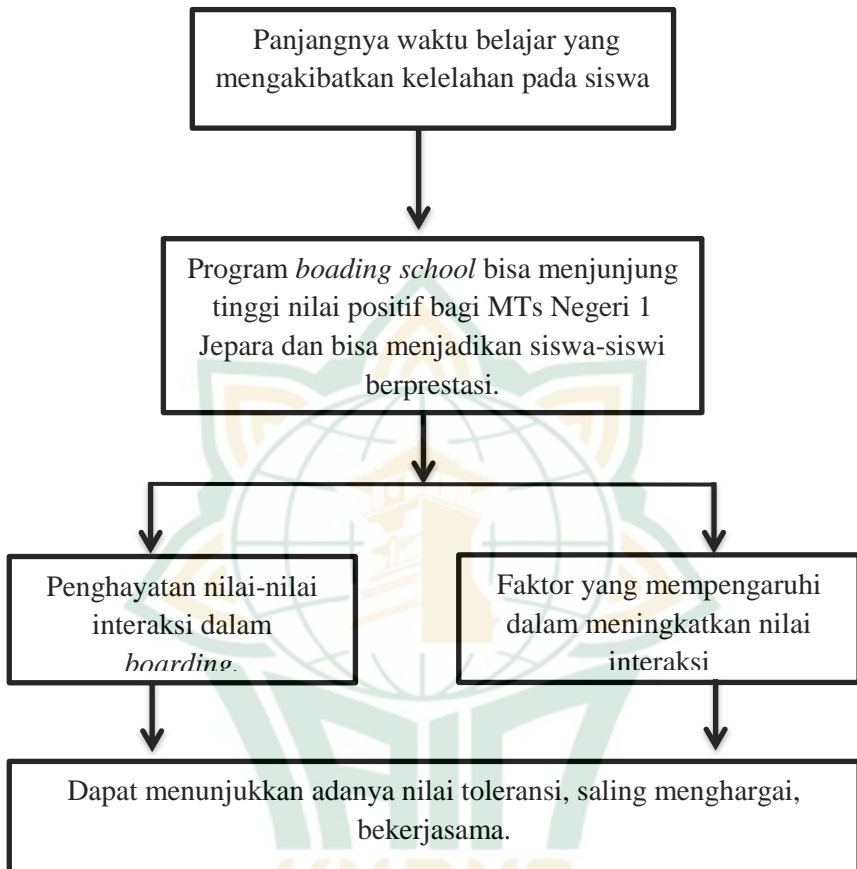 Panjangnya waktu belajar yang
mengakibatkan kelelahan pada siswa
Program boading school bisa menjunjung
tinggi nilai positif bagi MTs Negeri 1
Jepara dan bisa menjadikan siswa-siswi
berprestasi.
Penghayatan nilai-nilai
interaksi dalam
boarding.
Faktor yang mempengaruhi
dalam meningkatkan nilai
interaksi
Dapat menunjukkan adanya nilai toleransi, saling menghargai,
bekerjasama.